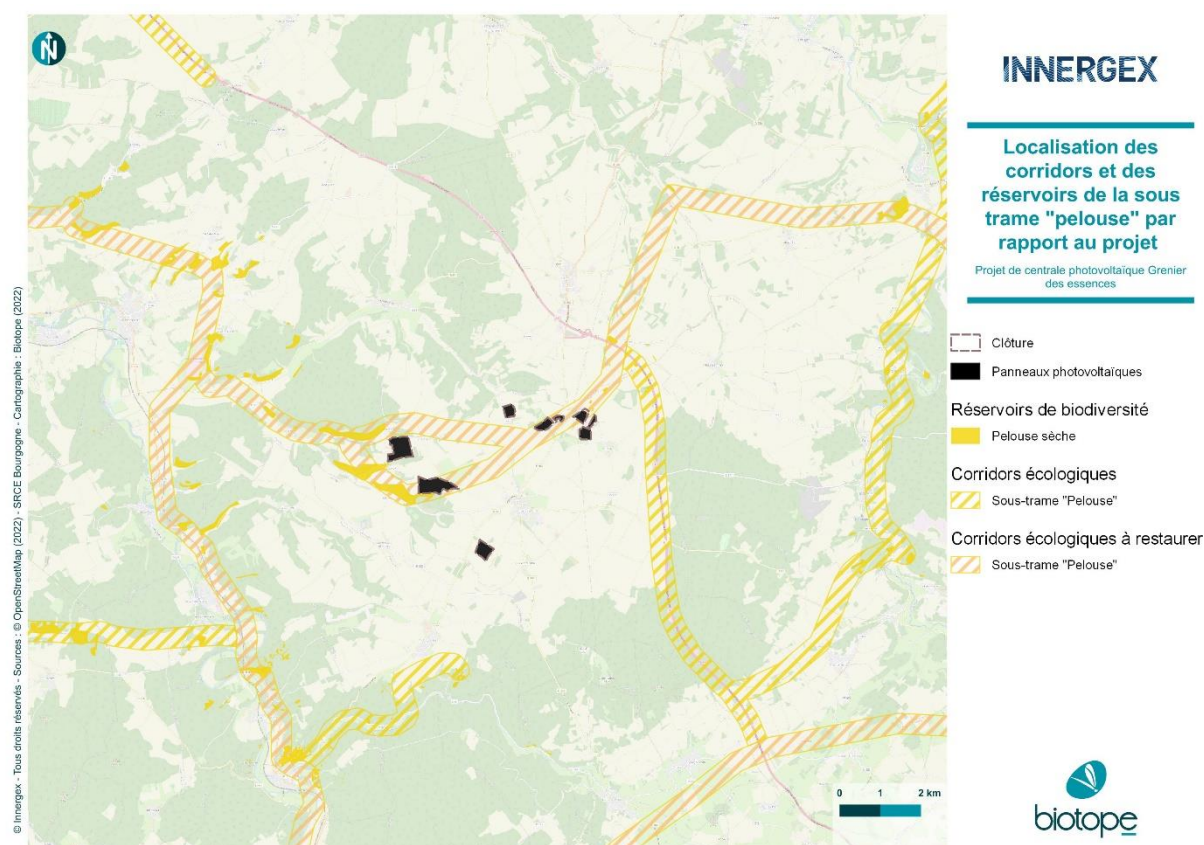 N
INNERGEX
Localisation des
corridors et des
réservoirs de la sous
trame "pelouse" par
rapport au projet
Projet de centrale photovoltaïque Grenier
des essences
Clôture
Panneaux photovoltaïques
Réservoirs de biodiversité
Pelouse sèche
Corridors écologiques
Sous-trame "Pelouse"
Corridors écologiques à restaurer
Sous-trame "Pelouse"
0 1 2 km
biotope
© Innergex - Tous droits réservés - Sources : © OpenStreetMap (2022) - SRCE Bourgogne - Cartographie : Biotope (2022)